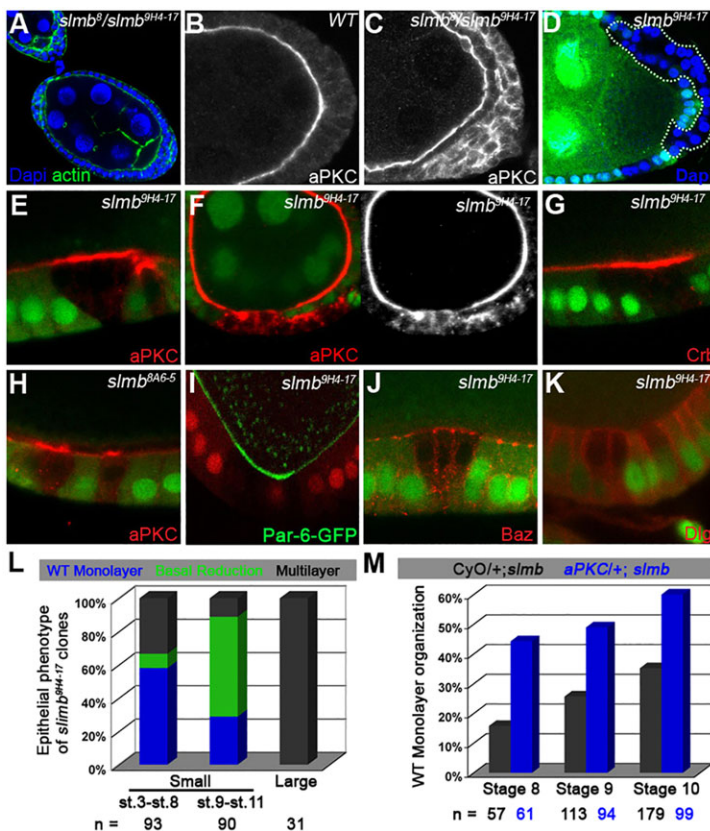 A slmb8/slmb9H4-17
Dapi actin
B WT
aPKC
C slmb8/slmb9H4-17
aPKC
D slmb9H4-17
Dap
E slmb9H4-17
aPKC
F slmb9H4-17
aPKC
slmb9H4-17
G slmb9H4-17
Crb
H slmb8A6-5
aPKC
I slmb9H4-17
Par-6-GFP
J slmb9H4-17
Baz
K slmb9H4-17
Dlg
L
WT Monolayer Basal Reduction Multilayer
Epithelial phenotype
of slimb9H4-17 clones
100%
80%
60%
40%
20%
0%
Small Large
st.3-st.8 st.9-st.11
n = 93 90 31
M
CyO/+;slmb aPKC/+; slmb
WT Monolayer organization
60%
50%
40%
30%
20%
10%
0%
Stage 8 Stage 9 Stage 10
n = 57 61 113 94 179 99